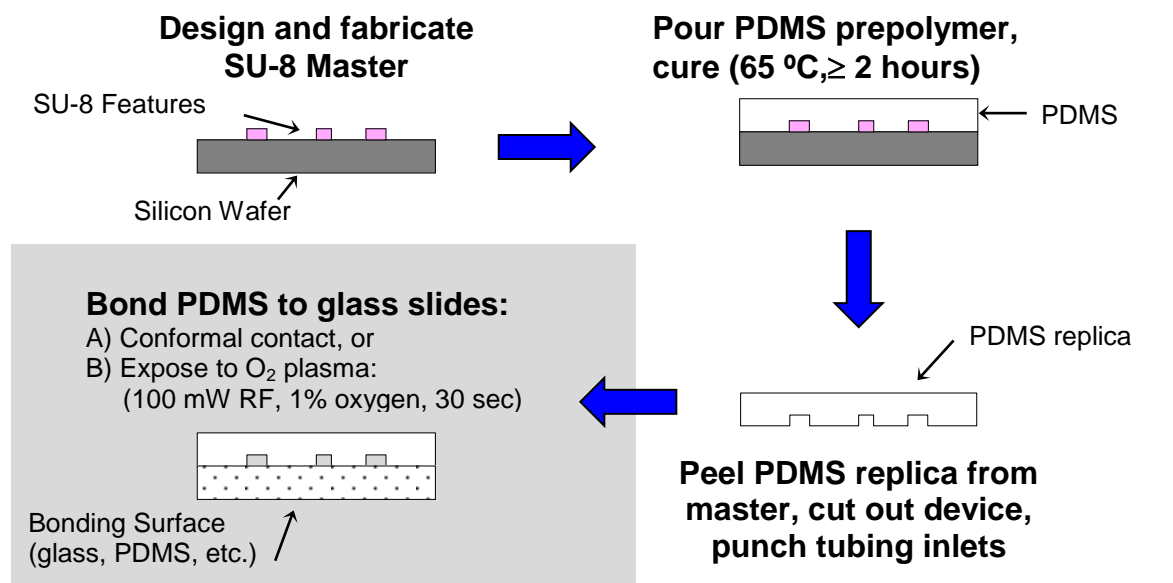 Design and fabricate
SU-8 Master
SU-8 Features
Silicon Wafer
Pour PDMS prepolymer,
cure (65 ºC,≥ 2 hours)
PDMS
PDMS replica
Peel PDMS replica from
master, cut out device,
punch tubing inlets
Bond PDMS to glass slides:
A) Conformal contact, or
B) Expose to O₂ plasma:
(100 mW RF, 1% oxygen, 30 sec)
Bonding Surface
(glass, PDMS, etc.)